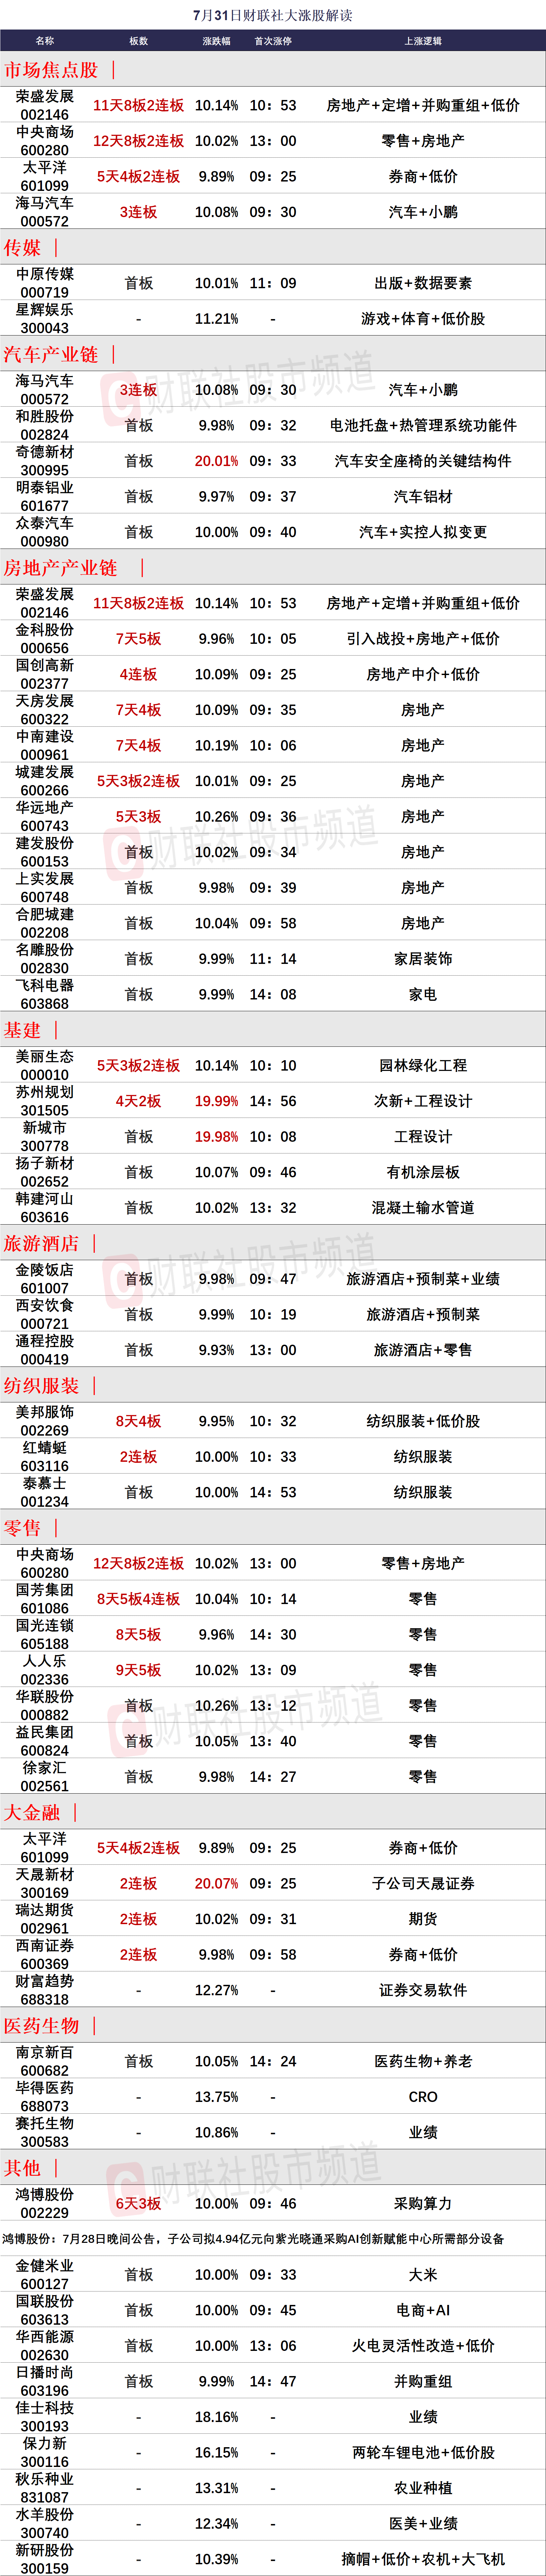 7月31日财联社大涨股解读
名称 板数 涨跌幅 首次涨停 上涨逻辑
市场焦点股 |
荣盛发展
002146 11天8板2连板 10.14% 10：53 房地产+定增+并购重组+低价
中央商场
600280 12天8板2连板 10.02% 13：00 零售+房地产
太平洋
601099 5天4板2连板 9.89% 09：25 券商+低价
海马汽车
000572 3连板 10.08% 09：30 汽车+小鹏
传媒 |
中原传媒
000719 首板 10.01% 11：09 出版+数据要素
星辉娱乐
300043 - 11.21% - 游戏+体育+低价股
汽车产业链 |
海马汽车
000572 3连板 10.08% 09：30 汽车+小鹏
和胜股份
002824 首板 9.98% 09：32 电池托盘+热管理系统功能件
奇德新材
300995 首板 20.01% 09：33 汽车安全座椅的关键结构件
明泰铝业
601677 首板 9.97% 09：37 汽车铝材
众泰汽车
000980 首板 10.00% 09：40 汽车+实控人拟变更
房地产产业链 |
荣盛发展
002146 11天8板2连板 10.14% 10：53 房地产+定增+并购重组+低价
金科股份
000656 7天5板 9.96% 10：05 引入战投+房地产+低价
国创高新
002377 4连板 10.09% 09：25 房地产中介+低价
天房发展
600322 7天4板 10.09% 09：35 房地产
中南建设
000961 7天4板 10.19% 10：06 房地产
城建发展
600266 5天3板2连板 10.01% 09：25 房地产
华远地产
600743 5天3板 10.26% 09：36 房地产
建发股份
600153 首板 10.02% 09：34 房地产
上实发展
600748 首板 9.98% 09：39 房地产
合肥城建
002208 首板 10.04% 09：58 房地产
名雕股份
002830 首板 9.99% 11：14 家居装饰
飞科电器
603868 首板 9.99% 14：08 家电
基建 |
美丽生态
000010 5天3板2连板 10.14% 10：10 园林绿化工程
苏州规划
301505 4天2板 19.99% 14：56 次新+工程设计
新城市
300778 首板 19.98% 10：08 工程设计
扬子新材
002652 首板 10.07% 09：46 有机涂层板
韩建河山
603616 首板 10.02% 13：32 混凝土输水管道
旅游酒店 |
金陵饭店
601007 首板 9.98% 09：47 旅游酒店+预制菜+业绩
西安饮食
000721 首板 9.99% 10：19 旅游酒店+预制菜
通程控股
000419 首板 9.93% 13：00 旅游酒店+零售
纺织服装 |
美邦服饰
002269 8天4板 9.95% 10：32 纺织服装+低价股
红蜻蜓
603116 2连板 10.00% 10：33 纺织服装
泰慕士
001234 首板 10.00% 14：53 纺织服装
零售 |
中央商场
600280 12天8板2连板 10.02% 13：00 零售+房地产
国芳集团
601086 8天5板4连板 10.04% 10：14 零售
国光连锁
605188 8天5板 9.96% 14：30 零售
人人乐
002336 9天5板 10.02% 13：09 零售
华联股份
000882 首板 10.26% 13：12 零售
益民集团
600824 首板 10.05% 13：40 零售
徐家汇
002561 首板 9.98% 14：27 零售
大金融 |
太平洋
601099 5天4板2连板 9.89% 09：25 券商+低价
天晟新材
300169 2连板 20.07% 09：25 子公司天晟证券
瑞达期货
002961 2连板 10.02% 09：31 期货
西南证券
600369 2连板 9.98% 09：58 券商+低价
财富趋势
688318 - 12.27% - 证券交易软件
医药生物 |
南京新百
600682 首板 10.05% 14：24 医药生物+养老
毕得医药
688073 - 13.75% - CRO
赛托生物
300583 - 10.86% - 业绩
其他 |
鸿博股份
002229 6天3板 10.00% 09：46 采购算力
鸿博股份：7月28日晚间公告，子公司拟4.94亿元向紫光晓通采购AI创新赋能中心所需部分设备
金健米业
600127 首板 10.00% 09：33 大米
国联股份
603613 首板 10.00% 09：45 电商+AI
华西能源
002630 首板 10.00% 13：06 火电灵活性改造+低价
日播时尚
603196 首板 9.99% 14：47 并购重组
佳士科技
300193 - 18.16% - 业绩
保力新
300116 - 16.15% - 两轮车锂电池+低价股
秋乐种业
831087 - 13.31% - 农业种植
水羊股份
300740 - 12.34% - 医美+业绩
新研股份
300159 - 10.39% - 摘帽+低价+农机+大飞机
财联社股市频道
财联社股市频道
财联社股市频道
财联社股市频道
财联社股市频道